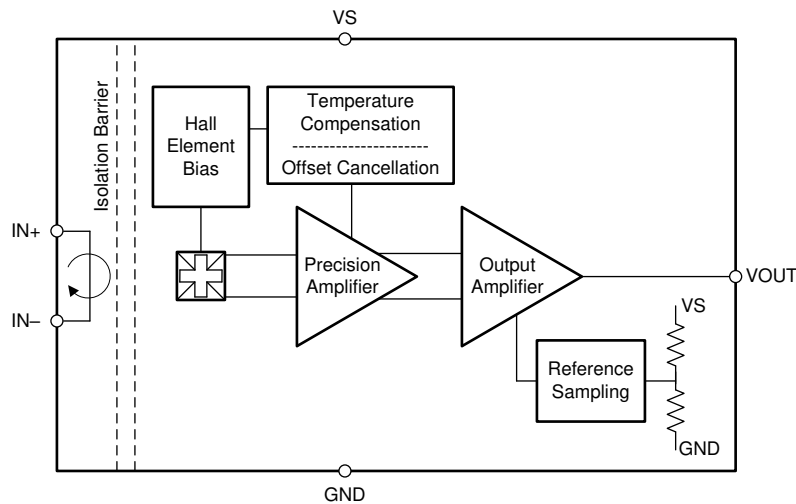 VS
Isolation Barrier
Hall
Element
Bias
Temperature
Compensation
Offset Cancellation
IN+
IN–
Precision
Amplifier
Output
Amplifier
VOUT
VS
Reference
Sampling
GND
GND